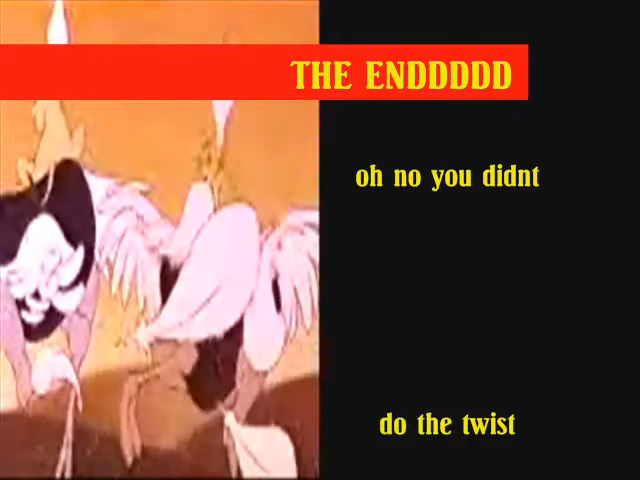 THE ENDDDDD
oh no you didnt
do the twist